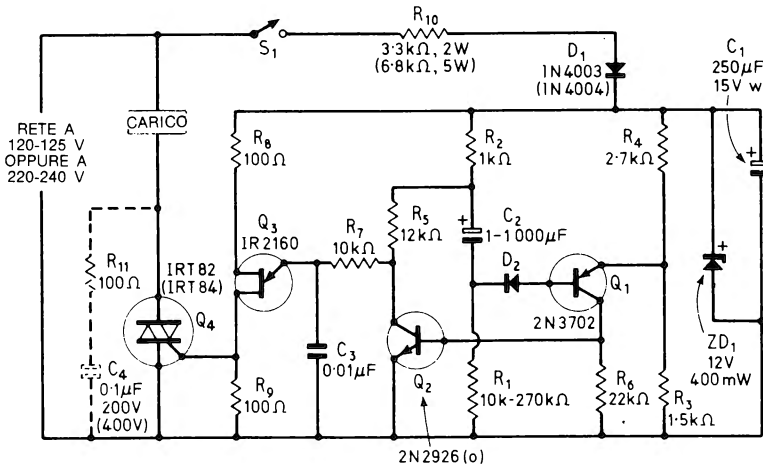 S1
R10
3·3kΩ, 2W
(6·8kΩ, 5W)
D1
IN4003
(IN4004)
C1
250μF
15V w
+
RETE A
120-125 V
OPPURE A
220-240 V
CARICO
R8
100Ω
R2
1kΩ
R4
2·7kΩ
Q3
IR2160
R7
10kΩ
R5
12kΩ
+
C2
1-1000μF
D2
Q1
2N3702
+
R11
100Ω
IRT82
(IRT84)
Q4
C4
0·1μF
200V
(400V)
C3
0·01μF
R9
100Ω
Q2
2N2926(o)
R1
10k-270kΩ
R6
22kΩ
R3
1·5kΩ
ZD1
12V
400mW